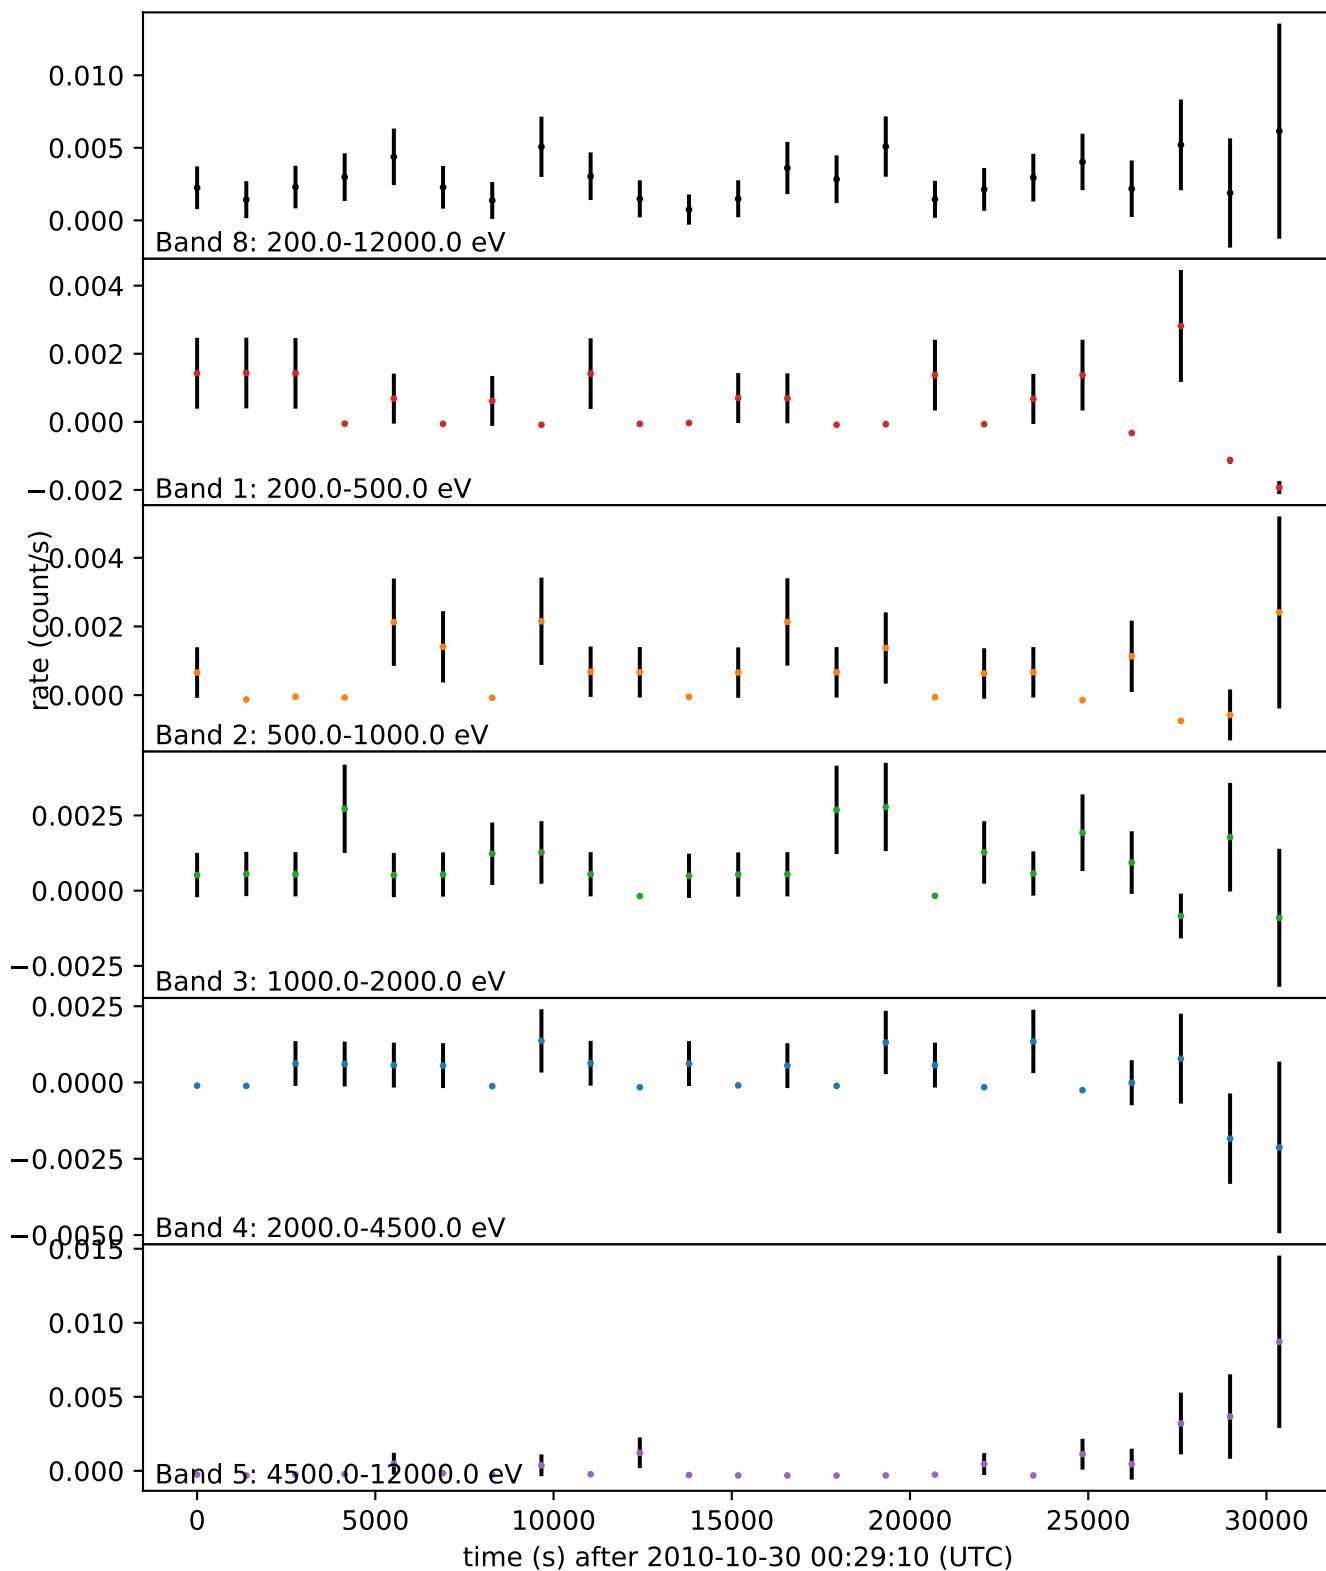 0.010
0.005
0.000
Band 8: 200.0-12000.0 eV
0.004
0.002
0.000
−0.002
Band 1: 200.0-500.0 eV
rate (count/s)
0.004
0.002
0.000
Band 2: 500.0-1000.0 eV
0.0025
0.0000
−0.0025
Band 3: 1000.0-2000.0 eV
0.0025
0.0000
−0.0025
−0.0050
Band 4: 2000.0-4500.0 eV
0.015
0.010
0.005
0.000
Band 5: 4500.0-12000.0 eV
0 5000 10000 15000 20000 25000 30000
time (s) after 2010-10-30 00:29:10 (UTC)